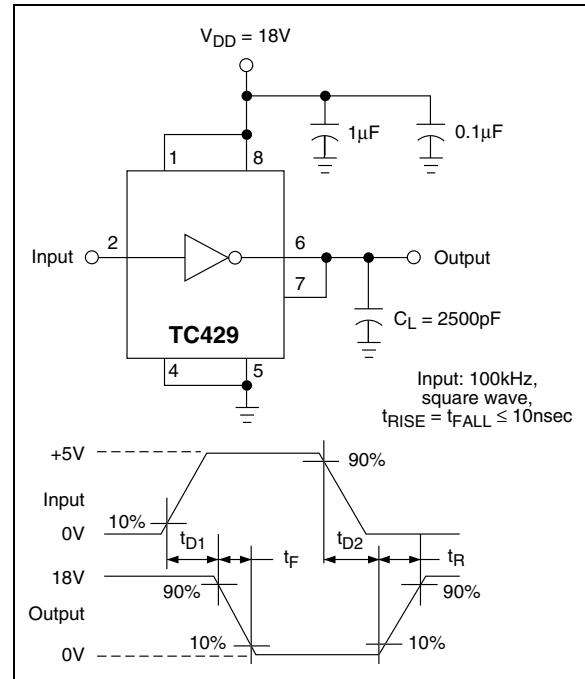 V_DD = 18V
1μF
0.1μF
1
8
Input
2
6
Output
7
TC429
C_L = 2500pF
4
5
Input: 100kHz,
square wave,
t_RISE = t_FALL ≤ 10nsec
+5V
90%
Input
10%
0V
t_D1
t_F
t_D2
t_R
18V
90%
90%
Output
10%
10%
0V